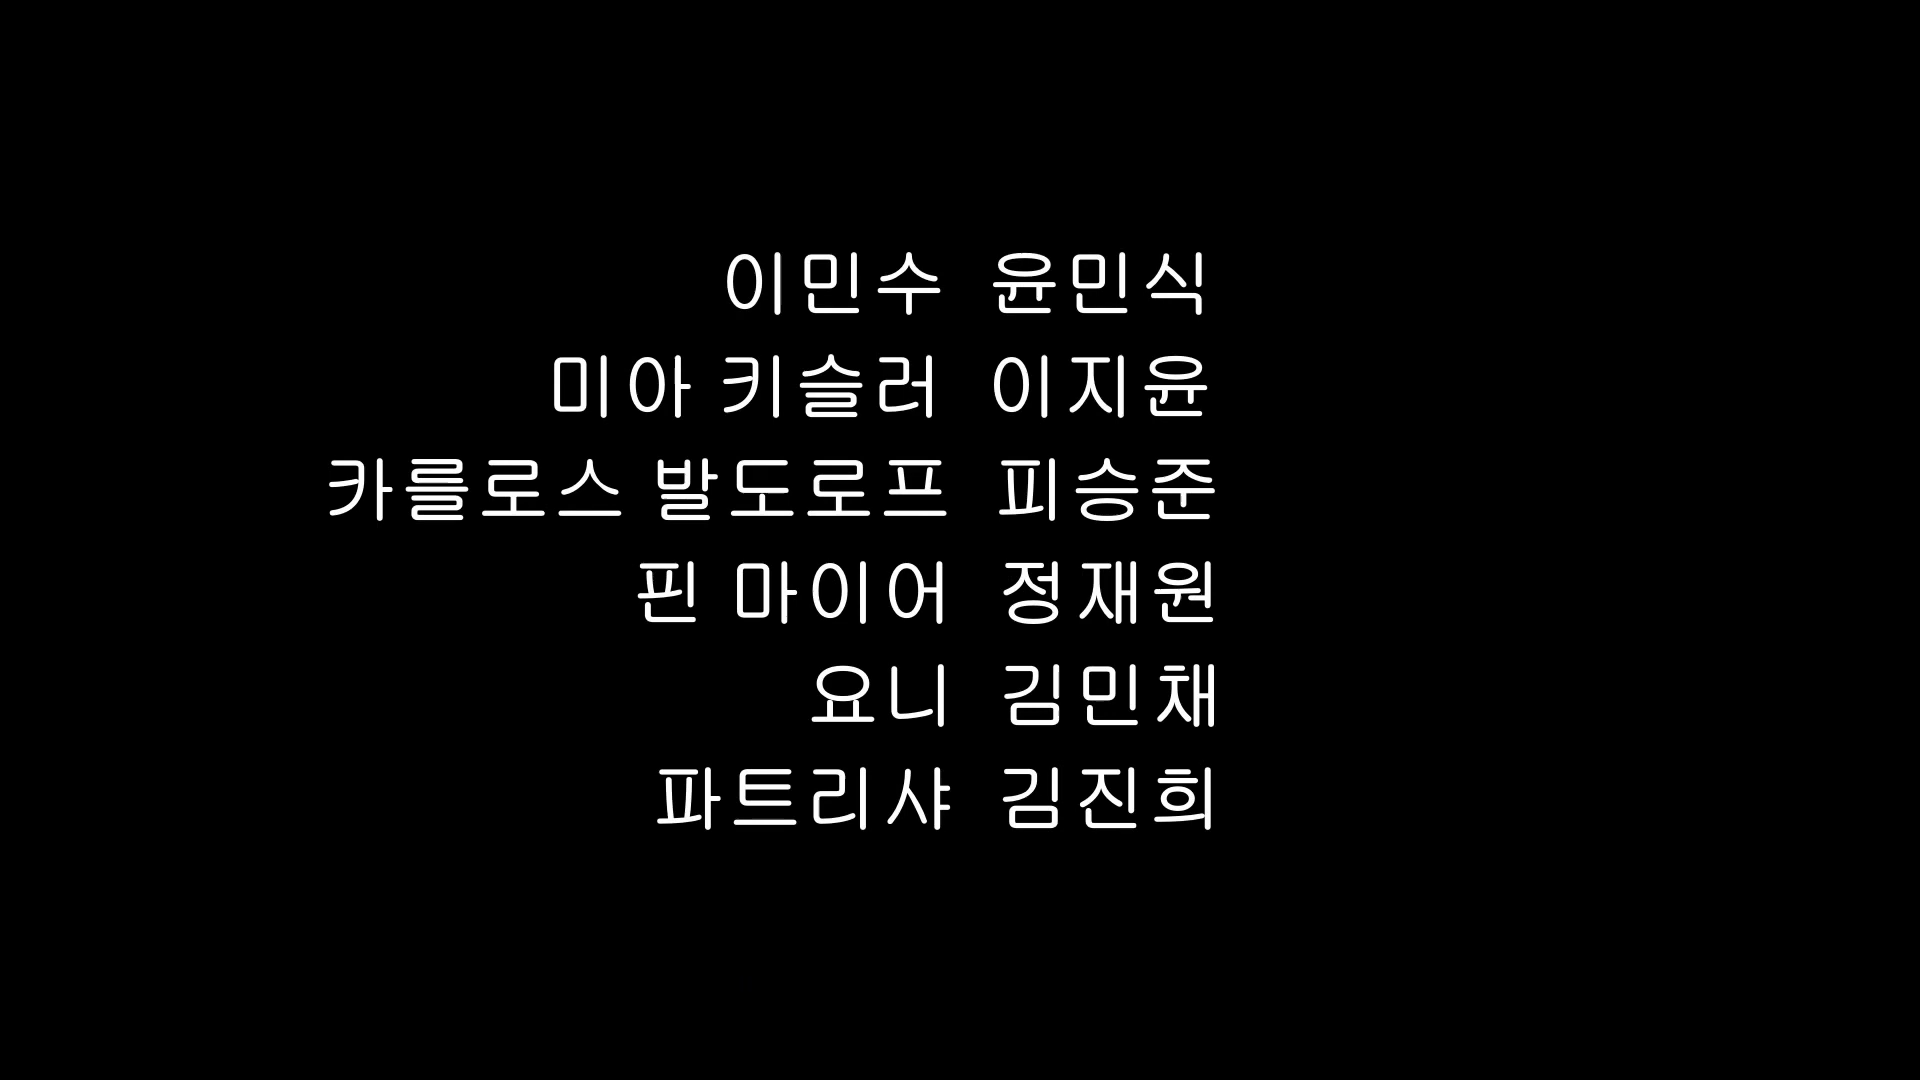 이민수 윤민식
미아 키슬러 이지윤
카를로스 발도로프 피승준
핀 마이어 정재원
요니 김민채
파트리샤 김진희